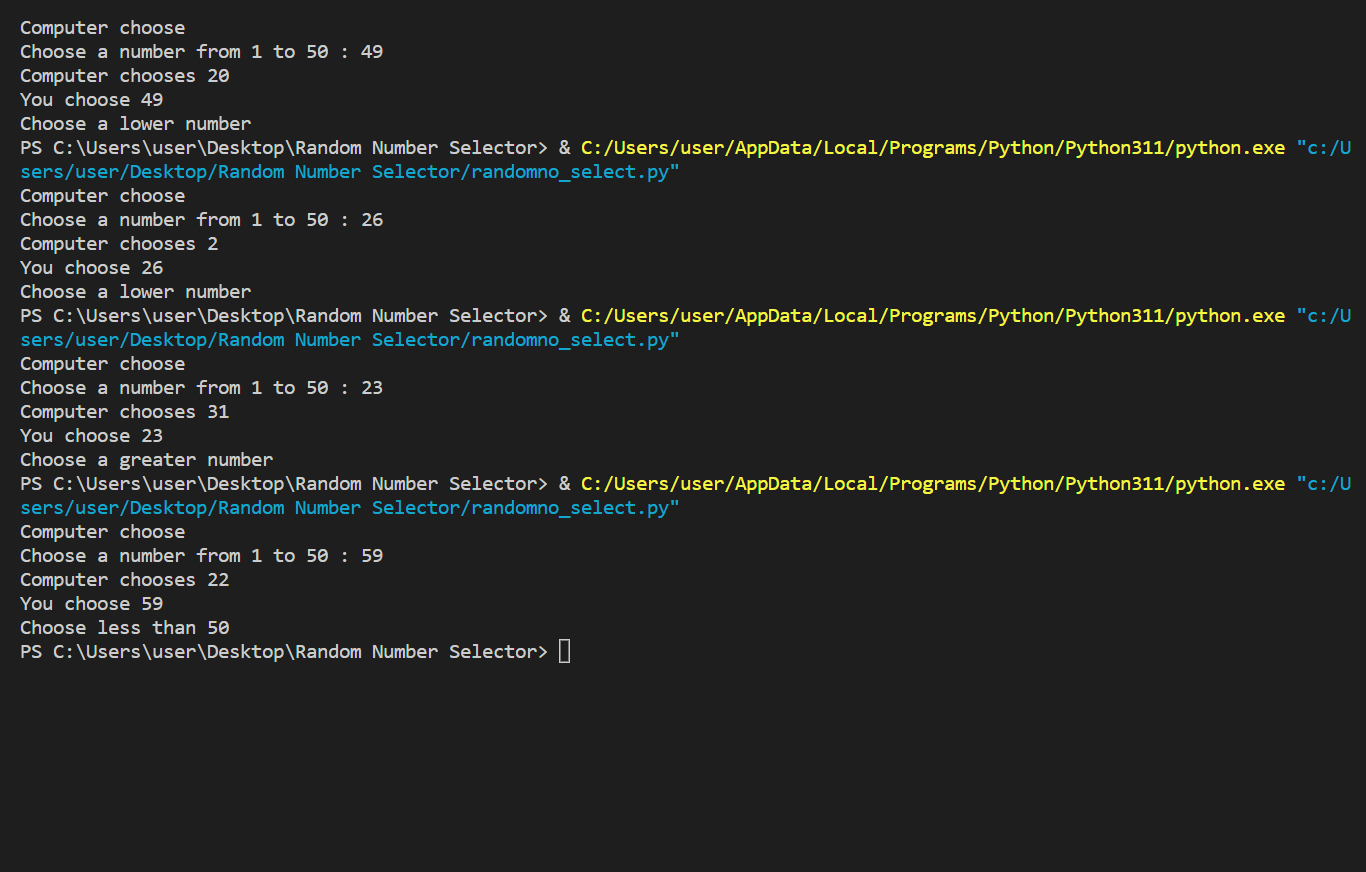 Computer choose
Choose a number from 1 to 50 : 49
Computer chooses 20
You choose 49
Choose a lower number
PS C:\Users\user\Desktop\Random Number Selector> & C:/Users/user/AppData/Local/Programs/Python/Python311/python.exe "c:/U
sers/user/Desktop/Random Number Selector/randomno_select.py"
Computer choose
Choose a number from 1 to 50 : 26
Computer chooses 2
You choose 26
Choose a lower number
PS C:\Users\user\Desktop\Random Number Selector> & C:/Users/user/AppData/Local/Programs/Python/Python311/python.exe "c:/U
sers/user/Desktop/Random Number Selector/randomno_select.py"
Computer choose
Choose a number from 1 to 50 : 23
Computer chooses 31
You choose 23
Choose a greater number
PS C:\Users\user\Desktop\Random Number Selector> & C:/Users/user/AppData/Local/Programs/Python/Python311/python.exe "c:/U
sers/user/Desktop/Random Number Selector/randomno_select.py"
Computer choose
Choose a number from 1 to 50 : 59
Computer chooses 22
You choose 59
Choose less than 50
PS C:\Users\user\Desktop\Random Number Selector>